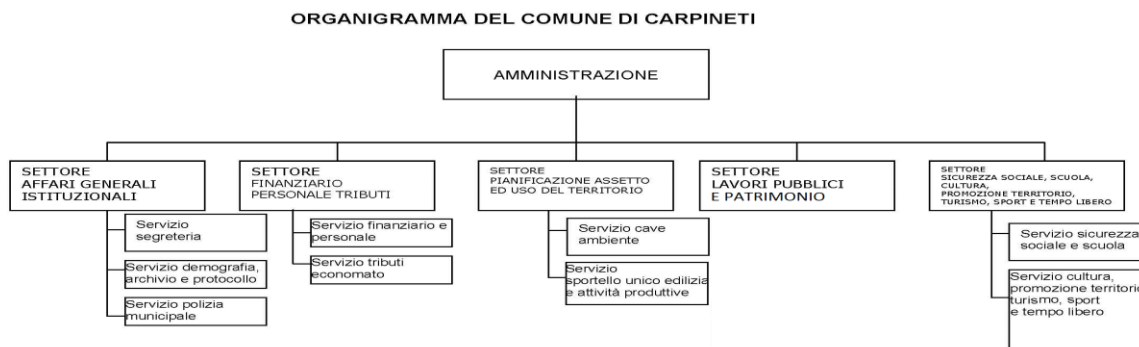 ORGANIGRAMMA DEL COMUNE DI CARPINETI
AMMINISTRAZIONE
SETTORE
AFFARI GENERALI
ISTITUZIONALI
Servizio
segreteria
Servizio demografia,
archivio e protocollo
Servizio polizia
municipale
SETTORE
FINANZIARIO
PERSONALE TRIBUTI
Servizio finanziario e
personale
Servizio tributi
economato
SETTORE
PIANIFICAZIONE ASSETTO
ED USO DEL TERRITORIO
Servizio cave
ambiente
Servizio
sportello unico edilizia
e attività produttive
SETTORE
LAVORI PUBBLICI
E PATRIMONIO
SETTORE
SICUREZZA SOCIALE, SCUOLA,
CULTURA,
PROMOZIONE TERRITORIO,
TURISMO, SPORT E TEMPO LIBERO
Servizio sicurezza
sociale e scuola
Servizio cultura,
promozione territorio
turismo, sport
e tempo libero